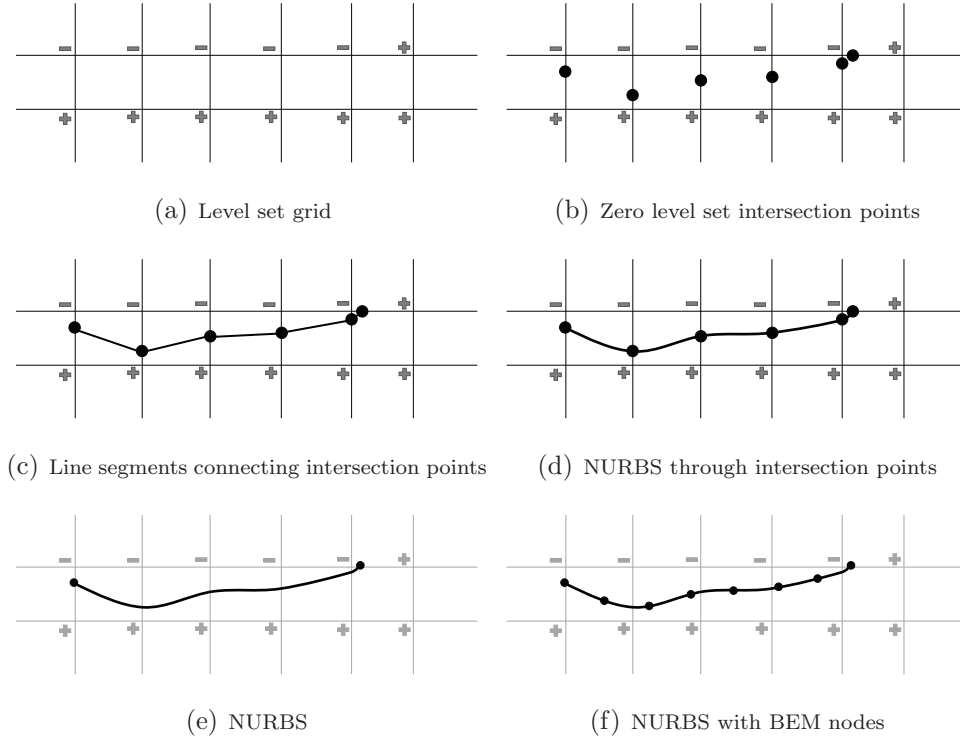 (a) Level set grid
(b) Zero level set intersection points
(c) Line segments connecting intersection points
(d) NURBS through intersection points
(e) NURBS
(f) NURBS with BEM nodes